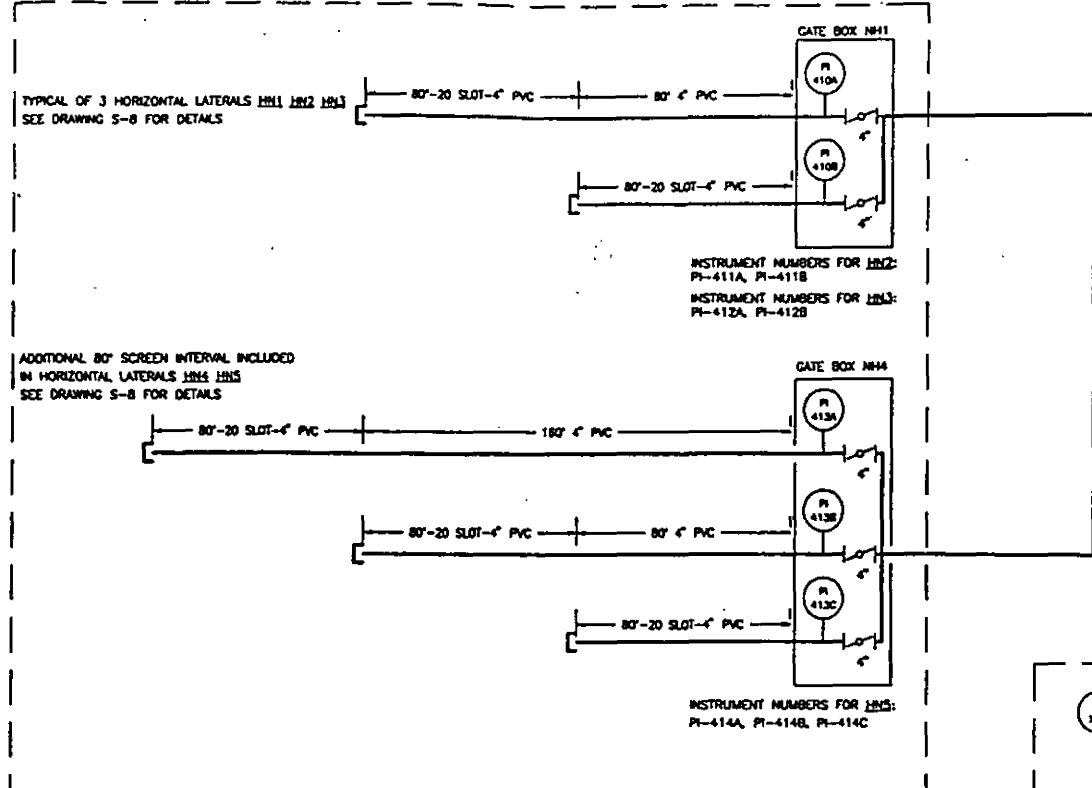 GATE BOX NH1
PI
410A
80'-20 SLOT-4" PVC
80' 4" PVC
TYPICAL OF 3 HORIZONTAL LATERALS HN1 HN2 HN3
SEE DRAWING S-8 FOR DETAILS
4"
PI
410B
80'-20 SLOT-4" PVC
4"
INSTRUMENT NUMBERS FOR HN2:
PI-411A, PI-411B
INSTRUMENT NUMBERS FOR HN3:
PI-412A, PI-412B
ADDITIONAL 80' SCREEN INTERVAL INCLUDED
IN HORIZONTAL LATERALS HN4 HN5
SEE DRAWING S-8 FOR DETAILS
GATE BOX NH4
PI
413A
80'-20 SLOT-4" PVC
160' 4" PVC
4"
PI
413B
80'-20 SLOT-4" PVC
80' 4" PVC
4"
PI
413C
80'-20 SLOT-4" PVC
4"
INSTRUMENT NUMBERS FOR HN5:
PI-414A, PI-414B, PI-414C